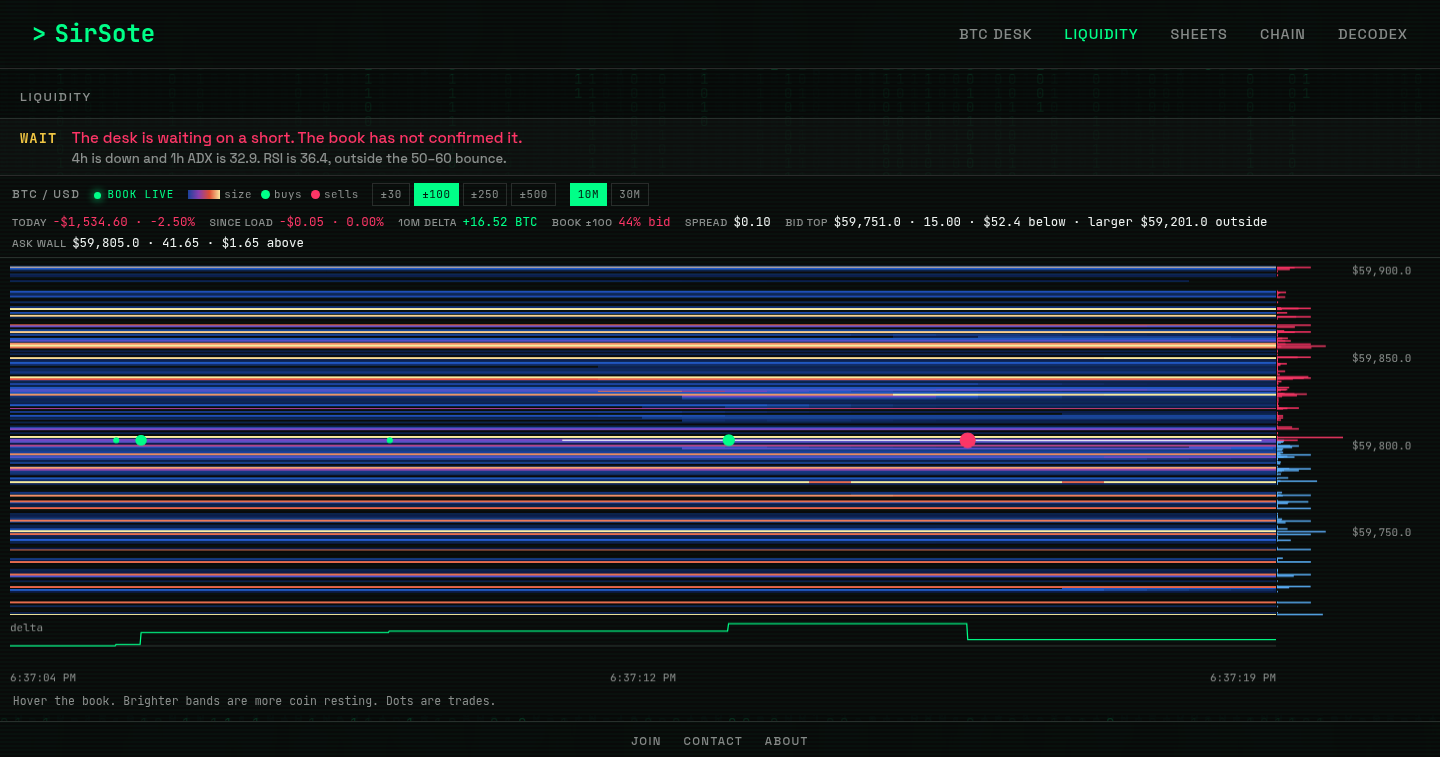 > SirSote
BTC DESK LIQUIDITY SHEETS CHAIN DECODEX
LIQUIDITY
WAIT The desk is waiting on a short. The book has not confirmed it.
4h is down and 1h ADX is 32.9. RSI is 36.4, outside the 50–60 bounce.
BTC / USD BOOK LIVE size buys sells ±30 ±100 ±250 ±500 10M 30M
TODAY -$1,534.60 · -2.50% SINCE LOAD -$0.05 · 0.00% 10M DELTA +16.52 BTC BOOK ±100 44% bid SPREAD $0.10 BID TOP $59,751.0 · 15.00 · $52.4 below · larger $59,201.0 outside
ASK WALL $59,805.0 · 41.65 · $1.65 above
$59,900.0
$59,850.0
$59,800.0
$59,750.0
delta
6:37:04 PM 6:37:12 PM 6:37:19 PM
Hover the book. Brighter bands are more coin resting. Dots are trades.
JOIN CONTACT ABOUT